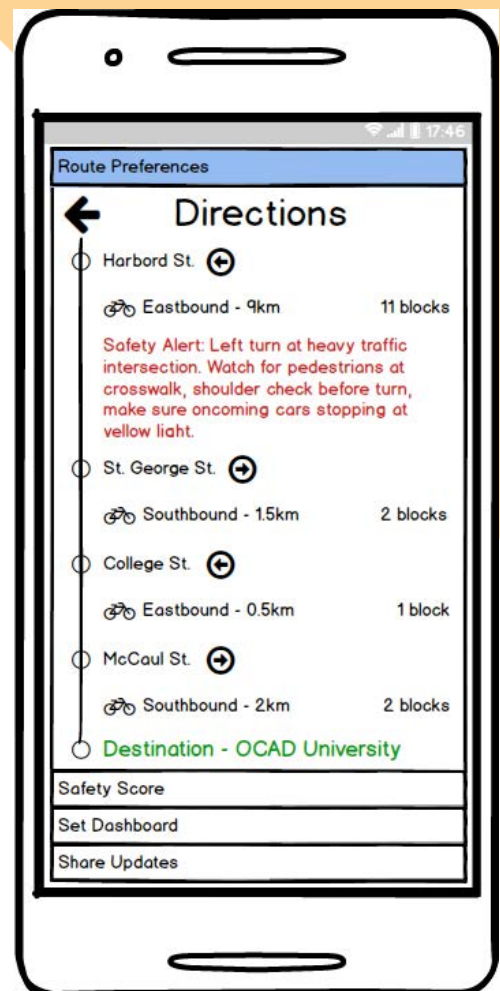 17:46
Route Preferences
Directions
Harbord St.
Eastbound - 9km 11 blocks
Safety Alert: Left turn at heavy traffic
intersection. Watch for pedestrians at
crosswalk, shoulder check before turn,
make sure oncoming cars stopping at
yellow light.
St. George St.
Southbound - 1.5km 2 blocks
College St.
Eastbound - 0.5km 1 block
McCaul St.
Southbound - 2km 2 blocks
Destination - OCAD University
Safety Score
Set Dashboard
Share Updates